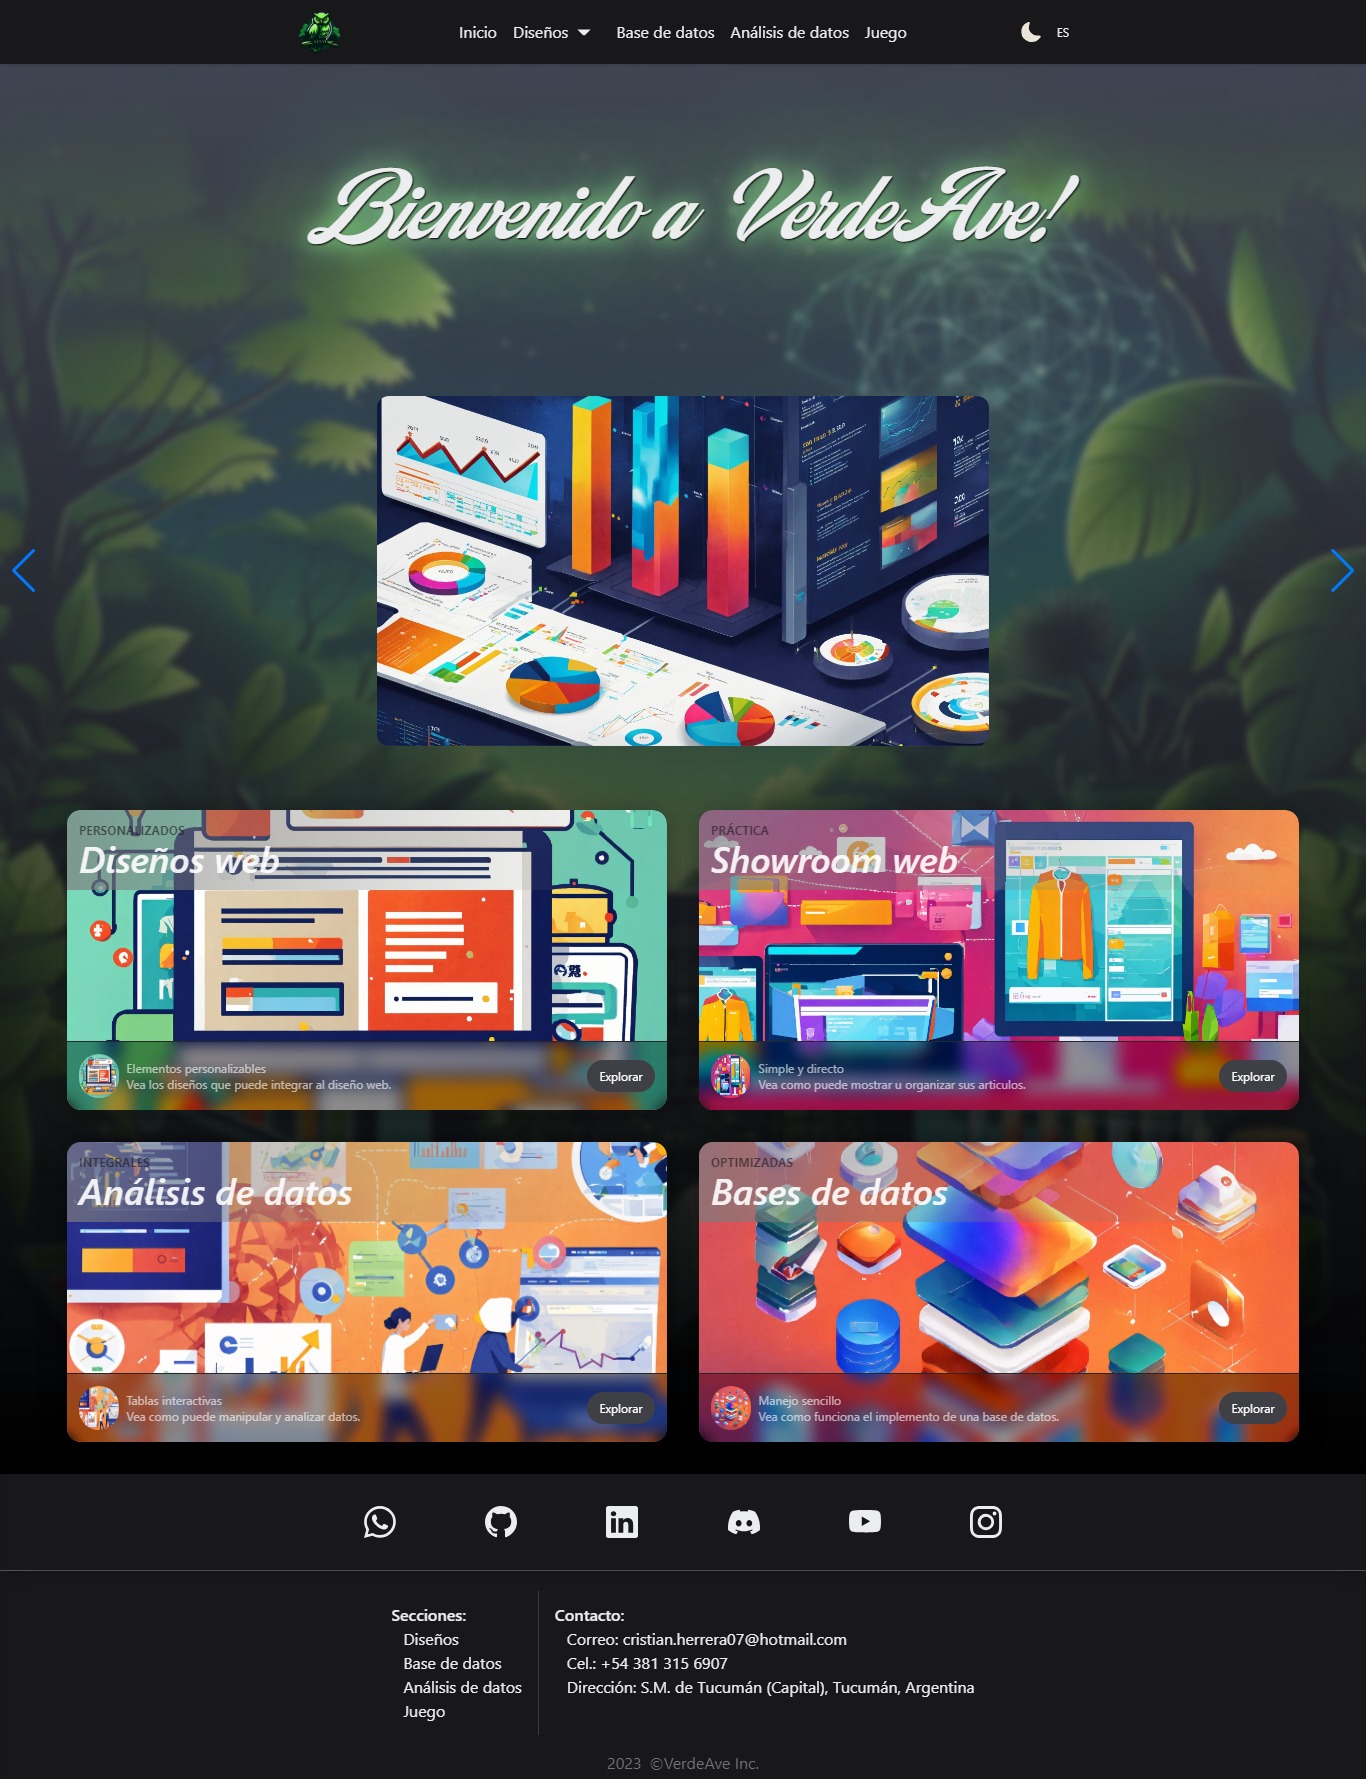 Inicio Diseños Base de datos Análisis de datos Juego ES
Bienvenido a VerdeAve!
PERSONALIZADOS
Diseños web
Elementos personalizables
Vea los diseños que puede integrar al diseño web.
Explorar
PRÁCTICA
Showroom web
Simple y directo
Vea como puede mostrar u organizar sus articulos.
Explorar
INTEGRALES
Análisis de datos
Tablas interactivas
Vea como puede manipular y analizar datos.
Explorar
OPTIMIZADAS
Bases de datos
Manejo sencillo
Vea como funciona el implemento de una base de datos.
Explorar
Secciones:
Diseños
Base de datos
Análisis de datos
Juego
Contacto:
Correo: cristian.herrera07@hotmail.com
Cel.: +54 381 315 6907
Dirección: S.M. de Tucumán (Capital), Tucumán, Argentina
2023 ©VerdeAve Inc.